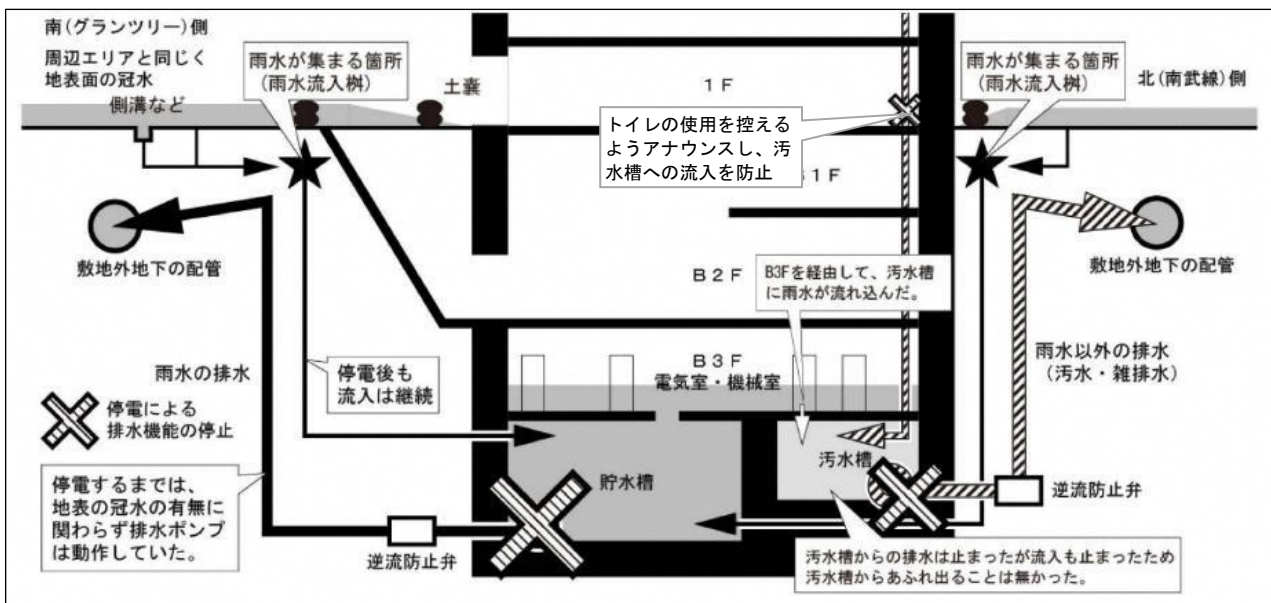 南(グランツリー)側
周辺エリアと同じく
地表面の冠水
側溝など
雨水が集まる箇所
(雨水流入桝)
土嚢
1F
トイレの使用を控える
ようアナウンスし、汚
水槽への流入を防止
B1F
雨水が集まる箇所
(雨水流入桝)
北(南武線)側
敷地外地下の配管
B2F
B3Fを経由して、汚水槽
に雨水が流れ込んだ。
敷地外地下の配管
雨水の排水
停電後も
流入は継続
B3F
電気室・機械室
雨水以外の排水
(汚水・雑排水)
停電による
排水機能の停止
停電するまでは、
地表の冠水の有無に
関わらず排水ポンプ
は動作していた。
逆流防止弁
貯水槽
汚水槽
逆流防止弁
汚水槽からの排水は止まったが流入も止まったため
汚水槽からあふれ出ることは無かった。